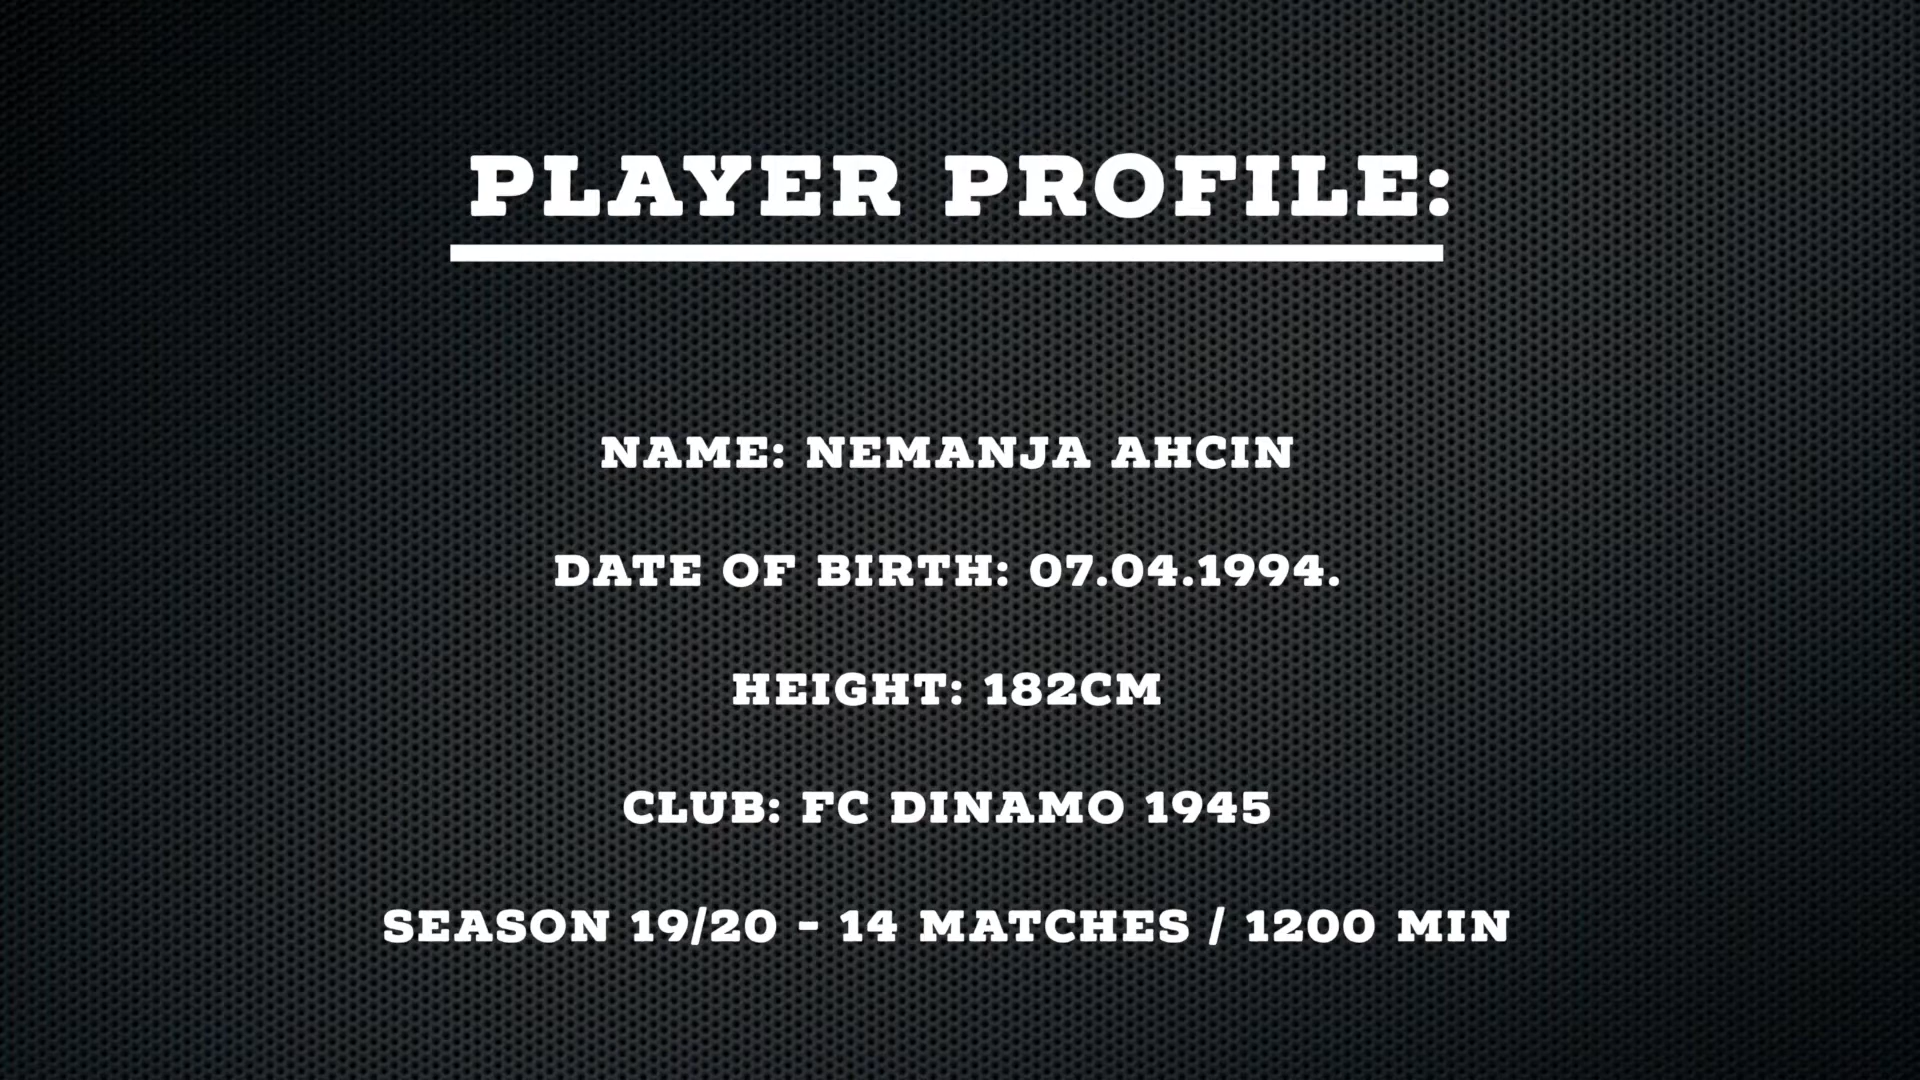 PLAYER PROFILE:
NAME: NEMANJA AHCIN
DATE OF BIRTH: 07.04.1994.
HEIGHT: 182CM
CLUB: FC DINAMO 1945
SEASON 19/20 - 14 MATCHES / 1200 MIN